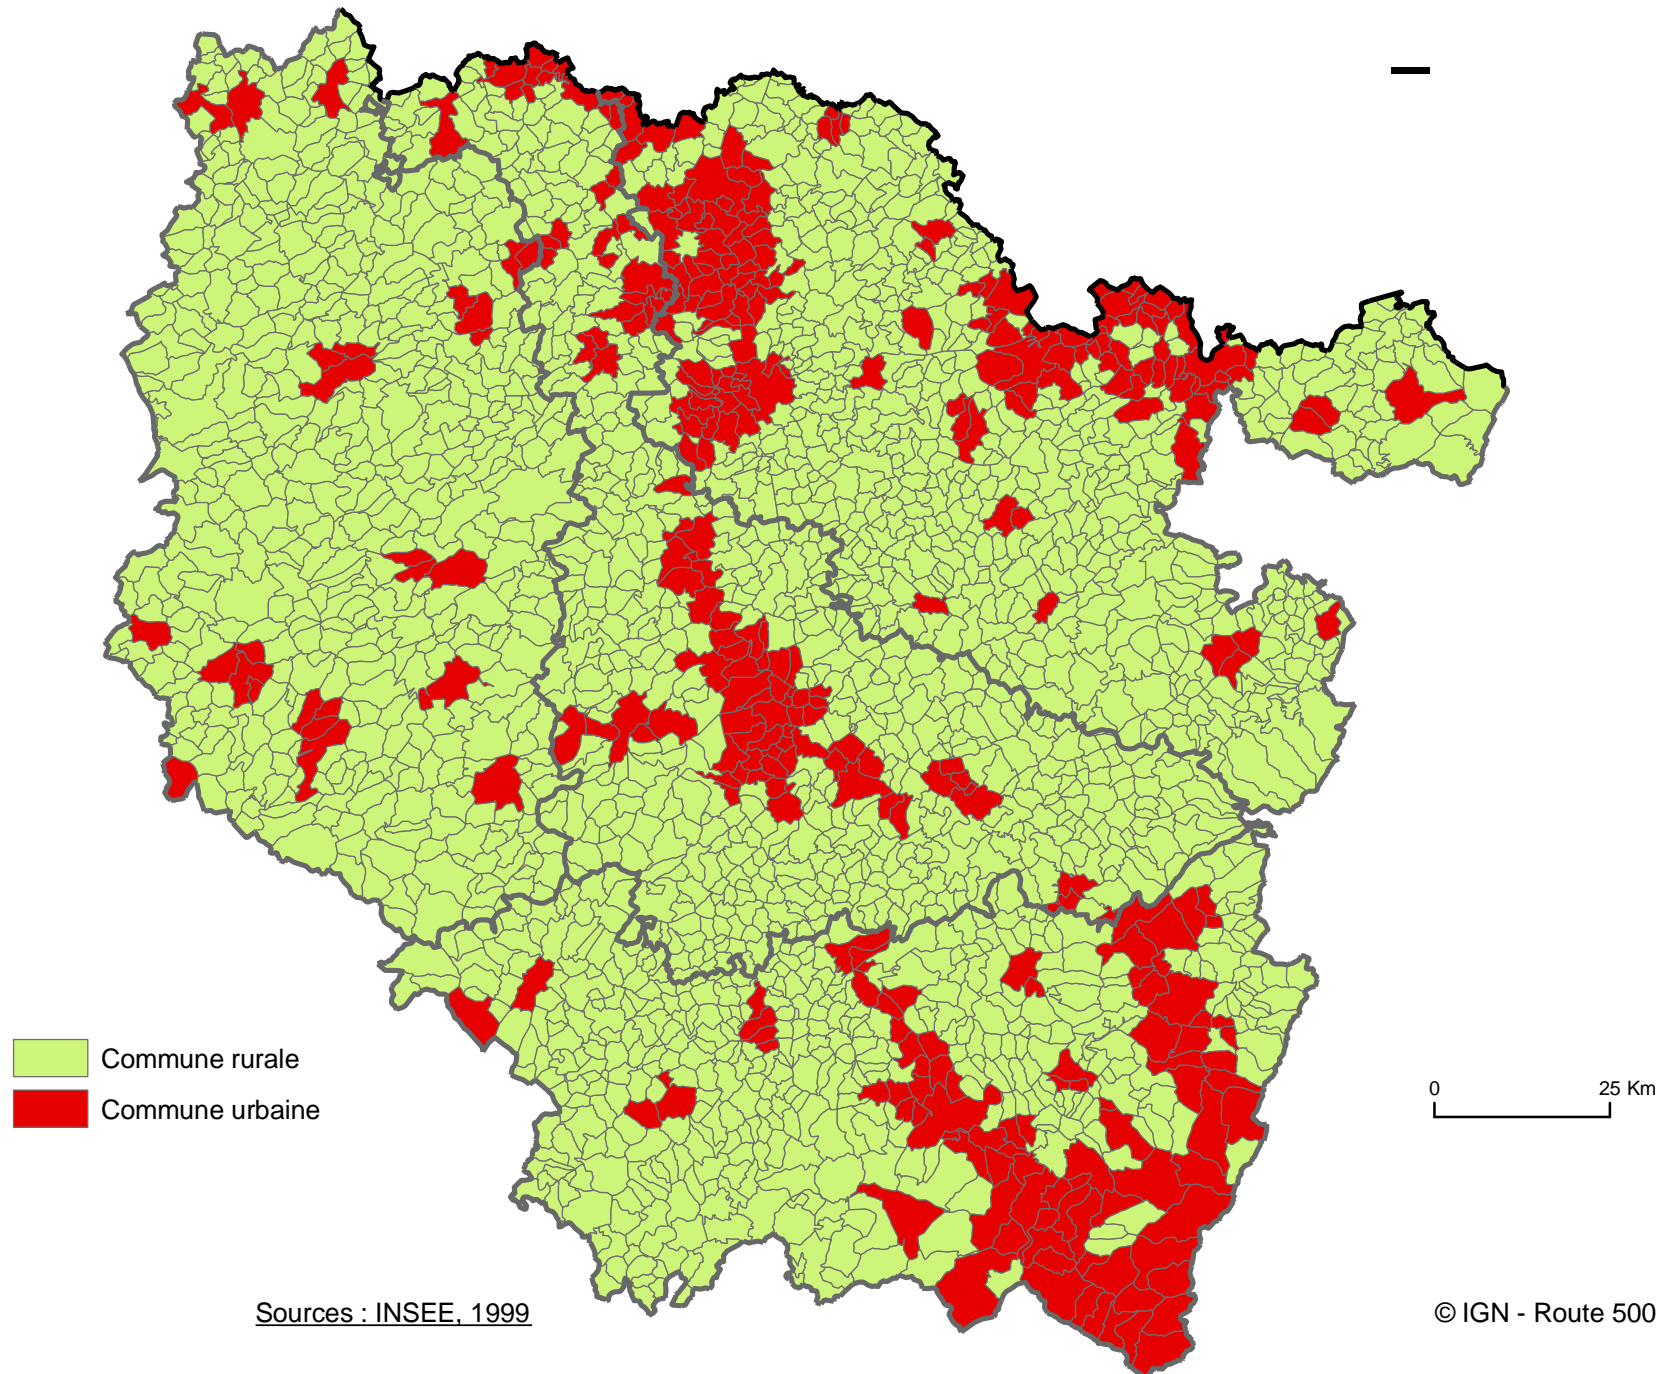 Commune rurale
Commune urbaine
0 25 Km
Sources : INSEE, 1999
© IGN - Route 500